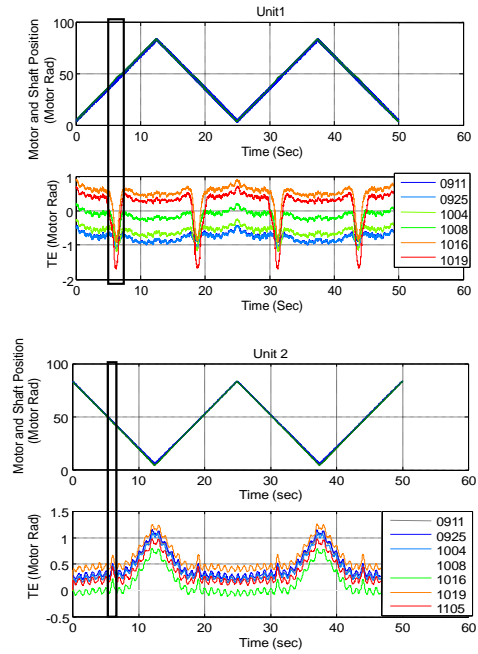 Unit1
Motor and Shaft Position
(Motor Rad)
100
50
0
0 10 20 30 40 50 60
Time (Sec)
TE (Motor Rad)
1
0
-1
-2
0 10 20 30 40 50 60
Time (Sec)
0911
0925
1004
1008
1016
1019
Unit 2
Motor and Shaft Position
(Motor Rad)
100
50
0
0 10 20 30 40 50 60
Time (sec)
TE (Motor Rad)
1.5
1
0.5
0
-0.5
0 10 20 30 40 50 60
Time (Sec)
0911
0925
1004
1008
1016
1019
1105